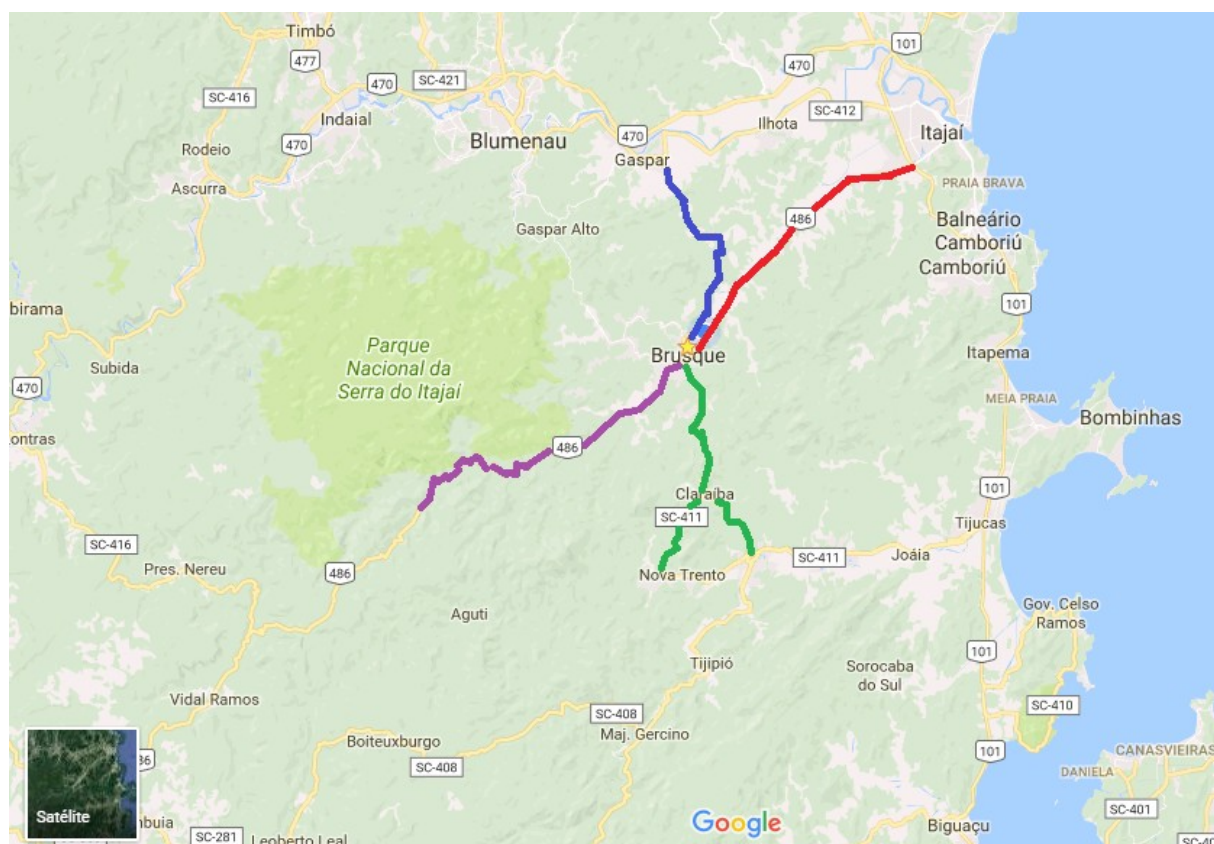 Timbó
101
477
470
470
SC-421
SC-416
SC-412
Indaial
Ilhota
Itajaí
Blumenau
470
470
Rodeio
Gaspar
Ascurra
PRAIA BRAVA
486
Balneário
Camboriú
Gaspar Alto
Camboriú
101
birama
Parque
Nacional da
Serra do Itajaí
Brusque
Itapema
Subida
470
MEIA PRAIA
Bombinhas
ontras
486
101
Claraíba
SC-411
Tijucas
SC-416
SC-411
Joáia
Pres. Nereu
486
Nova Trento
Gov. Celso
Ramos
Aguti
101
Tijipió
Sorocaba
do Sul
Vidal Ramos
SC-410
SC-408
Maj. Gercino
Boiteuxburgo
101
CANASVIEIRAS
86
SC-408
DANIELA
SC-401
Satélite
Google
Biguaçu
buia
SC-281
Leoberto Leal